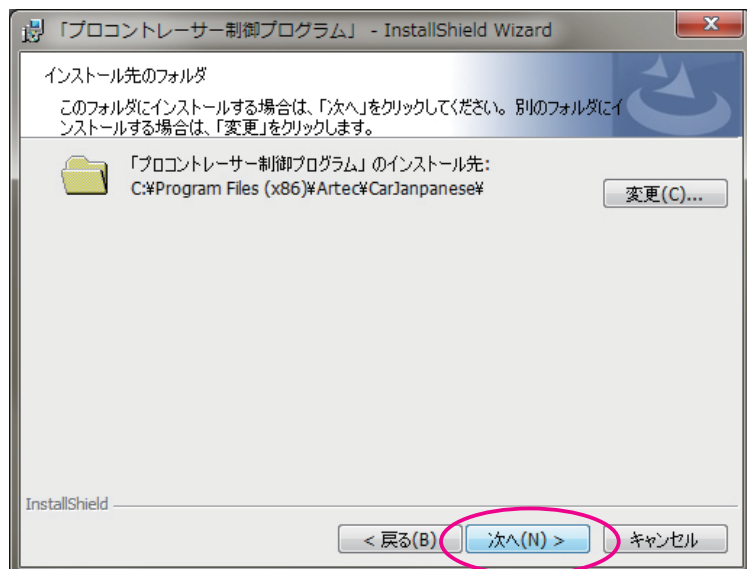 「プロコントレーサー制御プログラム」 - InstallShield Wizard
インストール先のフォルダ
このフォルダにインストールする場合は、「次へ」をクリックしてください。別のフォルダにイ
ンストールする場合は、「変更」をクリックします。
「プロコントレーサー制御プログラム」のインストール先:
C:¥Program Files (x86)¥Artec¥CarJanpanese¥
変更(C)...
InstallShield
< 戻る(B)
次へ(N) >
キャンセル